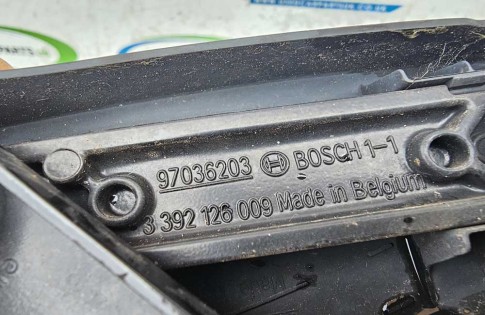 97036203 BOSCH 1-1
3 392 126 009 Made in Belgium